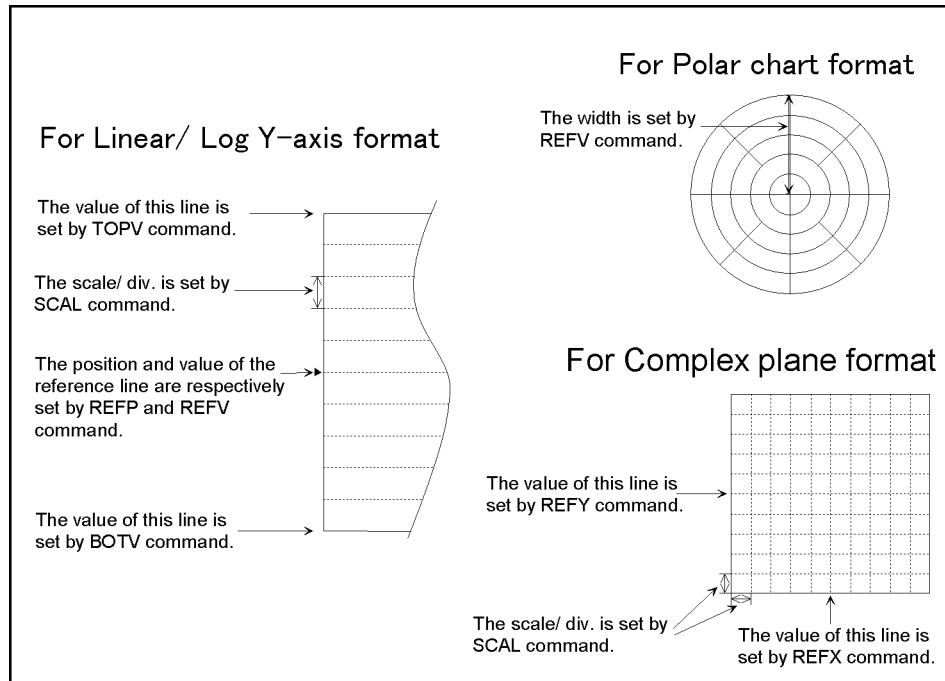 For Polar chart format
The width is set by
REFV command.
For Linear/ Log Y-axis format
The value of this line is
set by TOPV command.
The scale/ div. is set by
SCAL command.
The position and value of the
reference line are respectively
set by REFP and REFV
command.
The value of this line is
set by BOTV command.
For Complex plane format
The value of this line is
set by REFY command.
The scale/ div. is set by
SCAL command.
The value of this line is
set by REFX command.